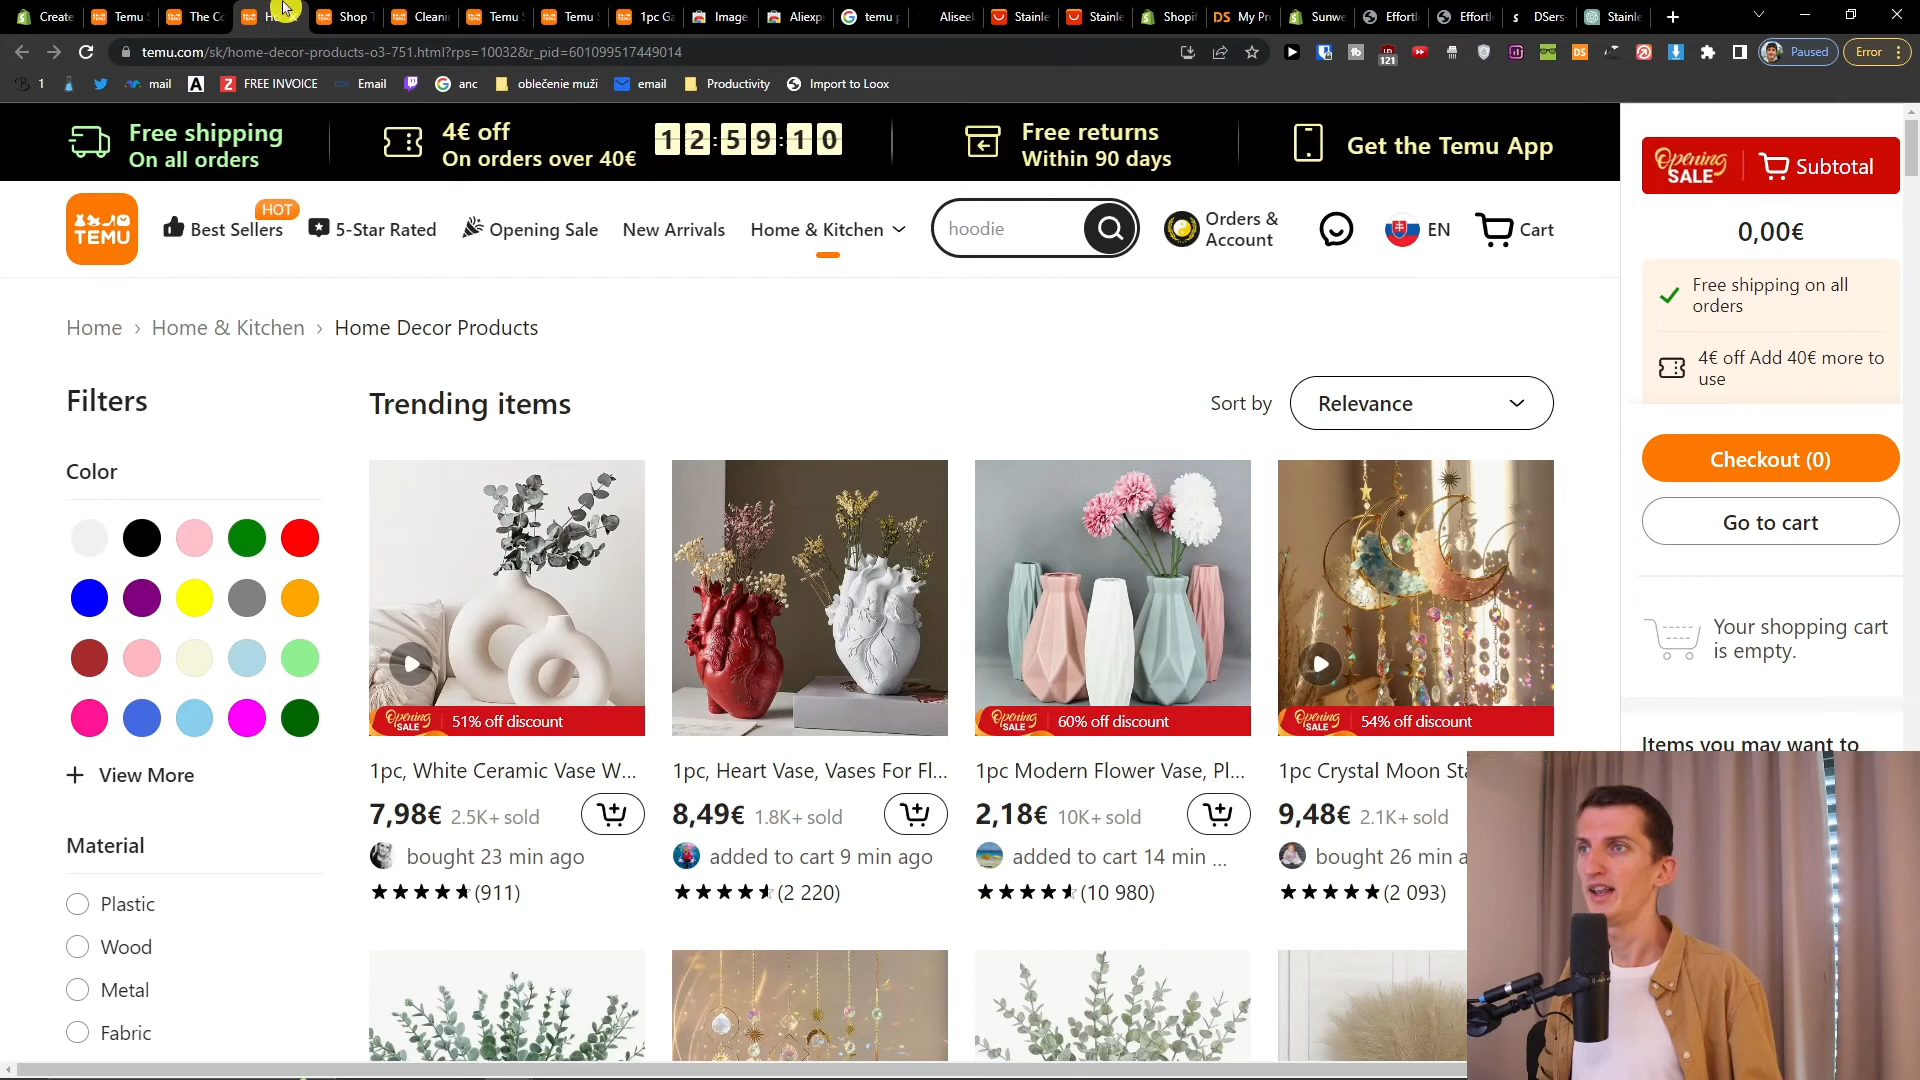 Create
Temu
The Co
Shop T
Cleani
Temu
Temu
1pc Ga
Image
Aliexp
temu p
Alisee
Stainle
Stainle
Shopif
DS My Pr
Sunwe
Effortl
Effortl
DSers
Stainle
temu.com/sk/home-decor-products-o3-751.html?rps=10032&r_pid=601099517449014
121
Paused
Error
1
mail
FREE INVOICE
Email
anc
oblečenie muži
email
Productivity
Import to Loox
Free shipping
On all orders
4€ off
On orders over 40€
12:59:10
Free returns
Within 90 days
Get the Temu App
TEMU
Best Sellers
HOT
5-Star Rated
Opening Sale
New Arrivals
Home & Kitchen
hoodie
Orders &
Account
EN
Cart
Opening
SALE
Subtotal
0,00€
Free shipping on all
orders
4€ off Add 40€ more to
use
Checkout (0)
Go to cart
Your shopping cart
is empty.
Items you may want to
Home › Home & Kitchen › Home Decor Products
Filters
Color
View More
Material
Plastic
Wood
Metal
Fabric
Trending items
Sort by
Relevance
Opening
SALE
51% off discount
Opening
SALE
60% off discount
Opening
SALE
54% off discount
1pc, White Ceramic Vase W...
7,98€ 2.5K+ sold
bought 23 min ago
(911)
1pc, Heart Vase, Vases For Fl...
8,49€ 1.8K+ sold
added to cart 9 min ago
(2 220)
1pc Modern Flower Vase, Pl...
2,18€ 10K+ sold
added to cart 14 min ...
(10 980)
1pc Crystal Moon Sta
9,48€ 2.1K+ sold
bought 26 min a
(2 093)